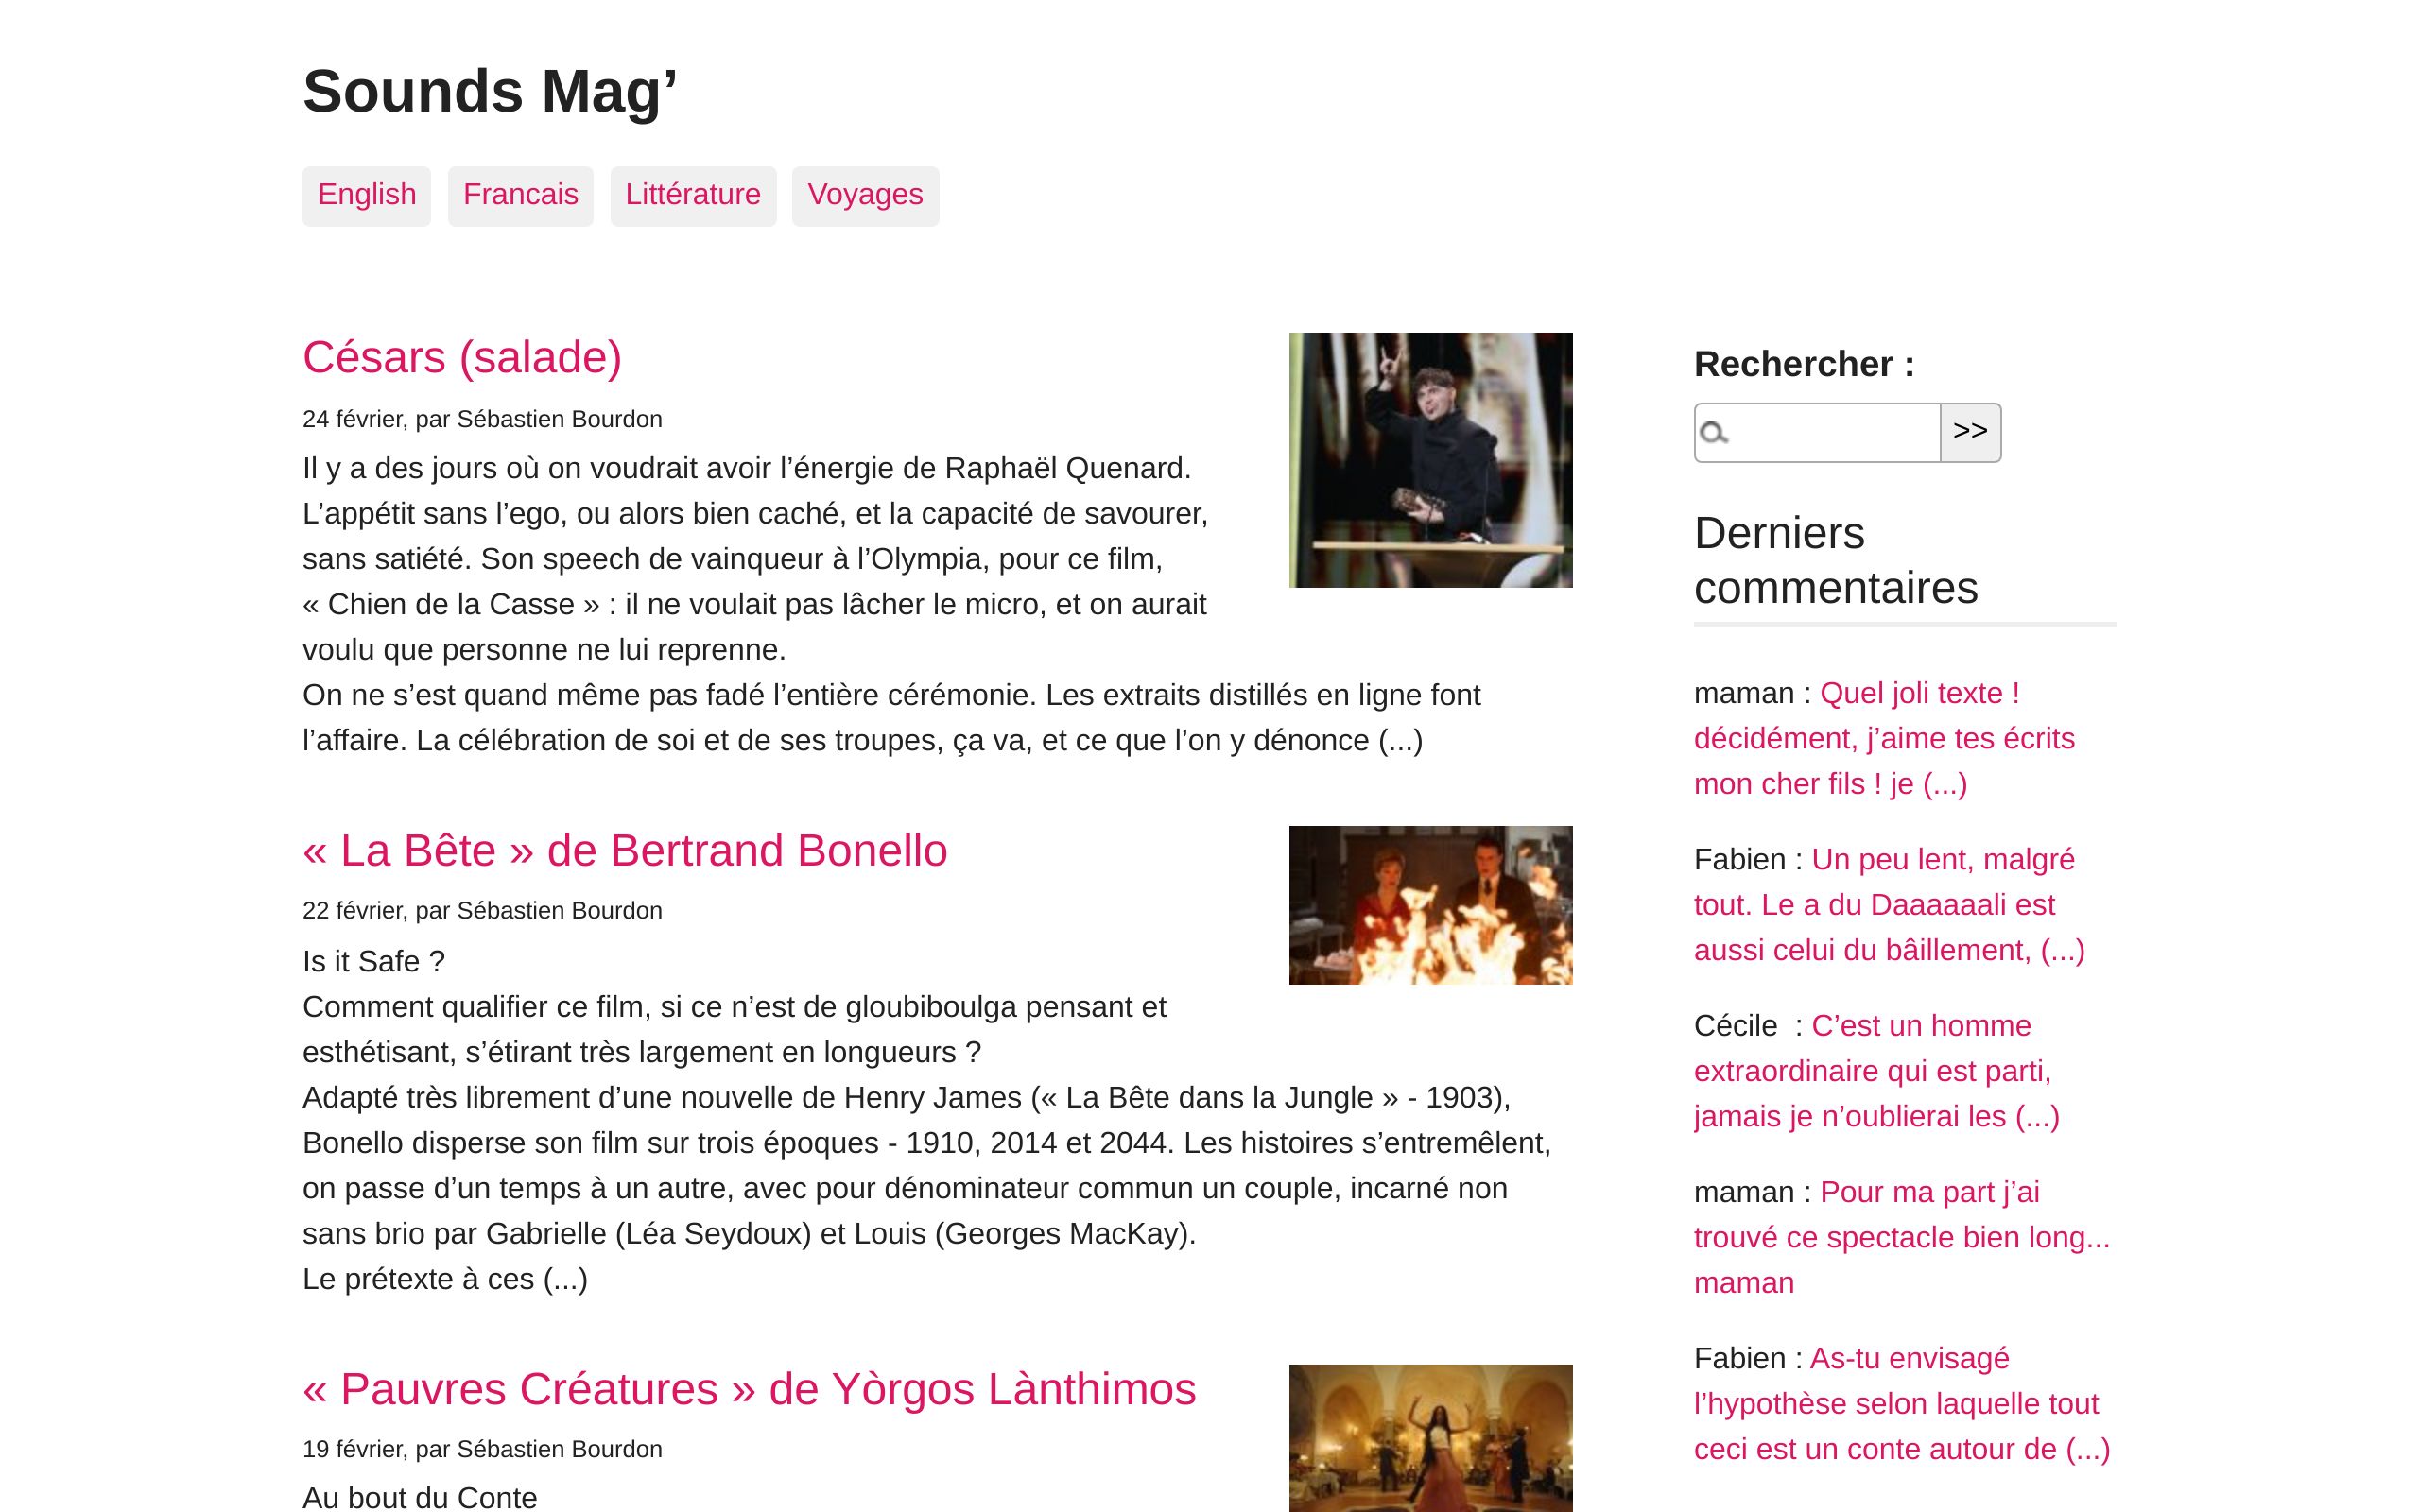 Sounds Mag’
English
Francais
Littérature
Voyages
Césars (salade)
24 février, par Sébastien Bourdon
Il y a des jours où on voudrait avoir l’énergie de Raphaël Quenard.
L’appétit sans l’ego, ou alors bien caché, et la capacité de savourer,
sans satiété. Son speech de vainqueur à l’Olympia, pour ce film,
« Chien de la Casse » : il ne voulait pas lâcher le micro, et on aurait
voulu que personne ne lui reprenne.
On ne s’est quand même pas fadé l’entière cérémonie. Les extraits distillés en ligne font
l’affaire. La célébration de soi et de ses troupes, ça va, et ce que l’on y dénonce (...)
« La Bête » de Bertrand Bonello
22 février, par Sébastien Bourdon
Is it Safe ?
Comment qualifier ce film, si ce n’est de gloubiboulga pensant et
esthétisant, s’étirant très largement en longueurs ?
Adapté très librement d’une nouvelle de Henry James (« La Bête dans la Jungle » - 1903),
Bonello disperse son film sur trois époques - 1910, 2014 et 2044. Les histoires s’entremêlent,
on passe d’un temps à un autre, avec pour dénominateur commun un couple, incarné non
sans brio par Gabrielle (Léa Seydoux) et Louis (Georges MacKay).
Le prétexte à ces (...)
« Pauvres Créatures » de Yòrgos Lànthimos
19 février, par Sébastien Bourdon
Au bout du Conte
Rechercher :
>>
Derniers
commentaires
maman : Quel joli texte !
décidément, j’aime tes écrits
mon cher fils ! je (...)
Fabien : Un peu lent, malgré
tout. Le a du Daaaaaali est
aussi celui du bâillement, (...)
Cécile  : C’est un homme
extraordinaire qui est parti,
jamais je n’oublierai les (...)
maman : Pour ma part j’ai
trouvé ce spectacle bien long...
maman
Fabien : As-tu envisagé
l’hypothèse selon laquelle tout
ceci est un conte autour de (...)